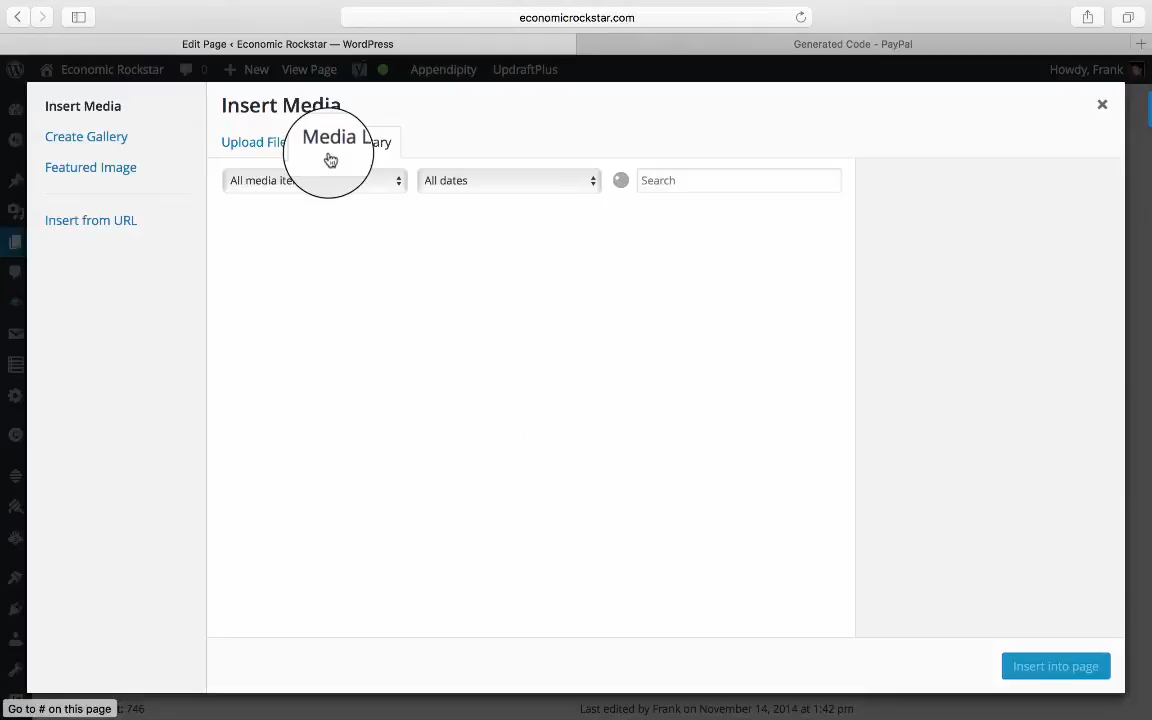 economicrockstar.com
Edit Page ‹ Economic Rockstar — WordPress
Generated Code - PayPal
Economic Rockstar
0
New
View Page
Appendipity
UpdraftPlus
Howdy, Frank
Insert Media
Create Gallery
Featured Image
Insert from URL
Insert Media
Upload File
Media L
ary
All media ite
All dates
Search
Insert into page
Go to # on this page
t: 746
Last edited by Frank on November 14, 2014 at 1:42 pm